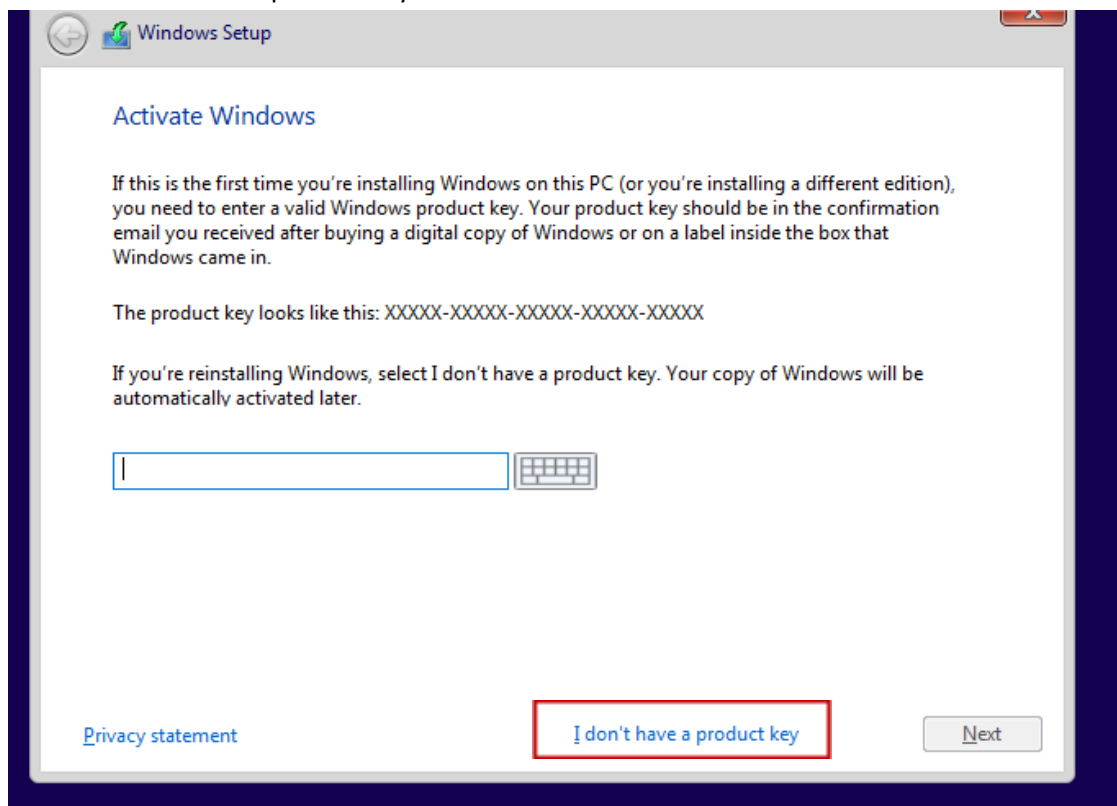 Windows Setup
Activate Windows
If this is the first time you're installing Windows on this PC (or you're installing a different edition),
you need to enter a valid Windows product key. Your product key should be in the confirmation
email you received after buying a digital copy of Windows or on a label inside the box that
Windows came in.
The product key looks like this: XXXXX-XXXXX-XXXXX-XXXXX-XXXXX
If you're reinstalling Windows, select I don't have a product key. Your copy of Windows will be
automatically activated later.
Privacy statement
I don't have a product key
Next